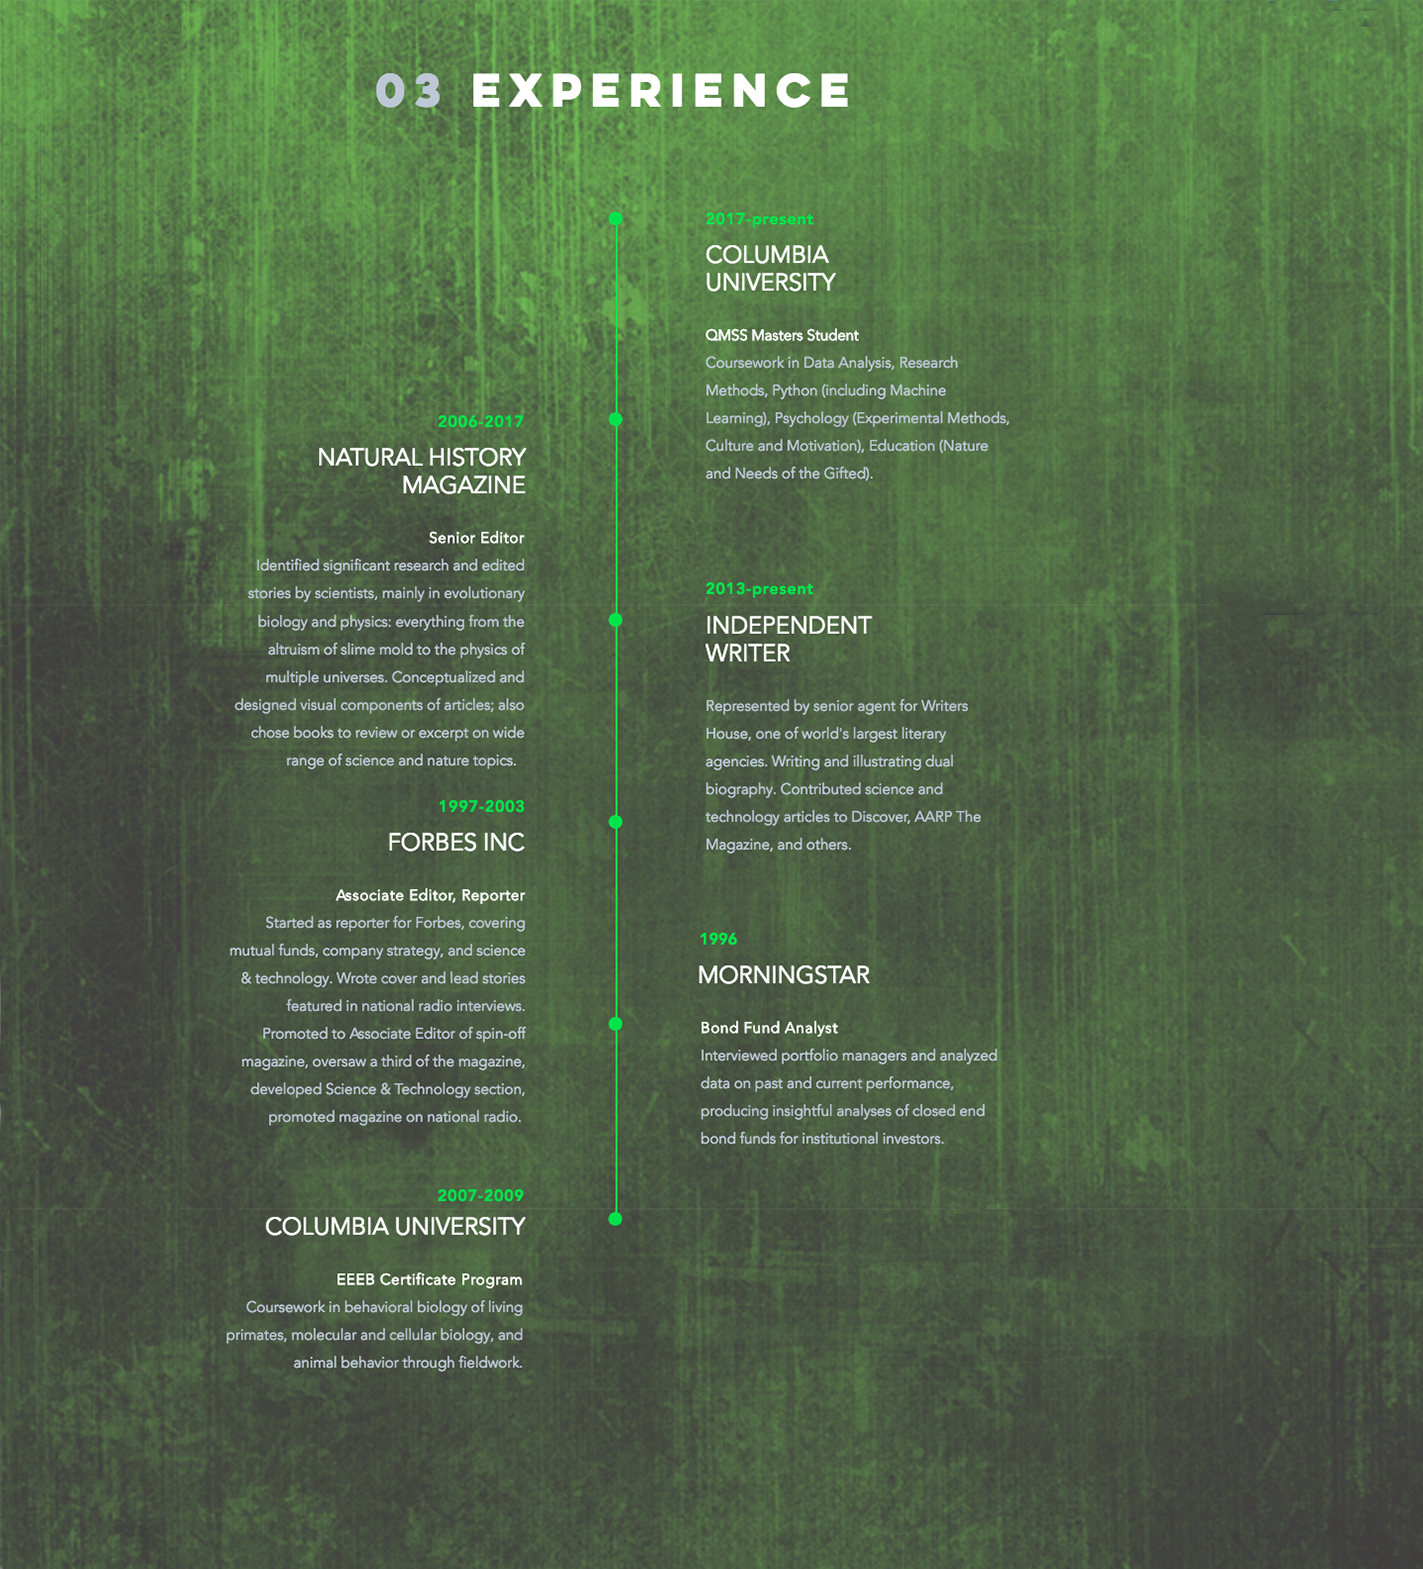 03 EXPERIENCE
2017-present
COLUMBIA
UNIVERSITY
QMSS Masters Student
Coursework in Data Analysis, Research
Methods, Python (including Machine
Learning), Psychology (Experimental Methods,
Culture and Motivation), Education (Nature
and Needs of the Gifted).
2006-2017
NATURAL HISTORY
MAGAZINE
Senior Editor
Identified significant research and edited
stories by scientists, mainly in evolutionary
biology and physics: everything from the
altruism of slime mold to the physics of
multiple universes. Conceptualized and
designed visual components of articles; also
chose books to review or excerpt on wide
range of science and nature topics.
2013-present
INDEPENDENT
WRITER
Represented by senior agent for Writers
House, one of world's largest literary
agencies. Writing and illustrating dual
biography. Contributed science and
technology articles to Discover, AARP The
Magazine, and others.
1997-2003
FORBES INC
Associate Editor, Reporter
Started as reporter for Forbes, covering
mutual funds, company strategy, and science
& technology. Wrote cover and lead stories
featured in national radio interviews.
Promoted to Associate Editor of spin-off
magazine, oversaw a third of the magazine,
developed Science & Technology section,
promoted magazine on national radio.
1996
MORNINGSTAR
Bond Fund Analyst
Interviewed portfolio managers and analyzed
data on past and current performance,
producing insightful analyses of closed end
bond funds for institutional investors.
2007-2009
COLUMBIA UNIVERSITY
EEEB Certificate Program
Coursework in behavioral biology of living
primates, molecular and cellular biology, and
animal behavior through fieldwork.